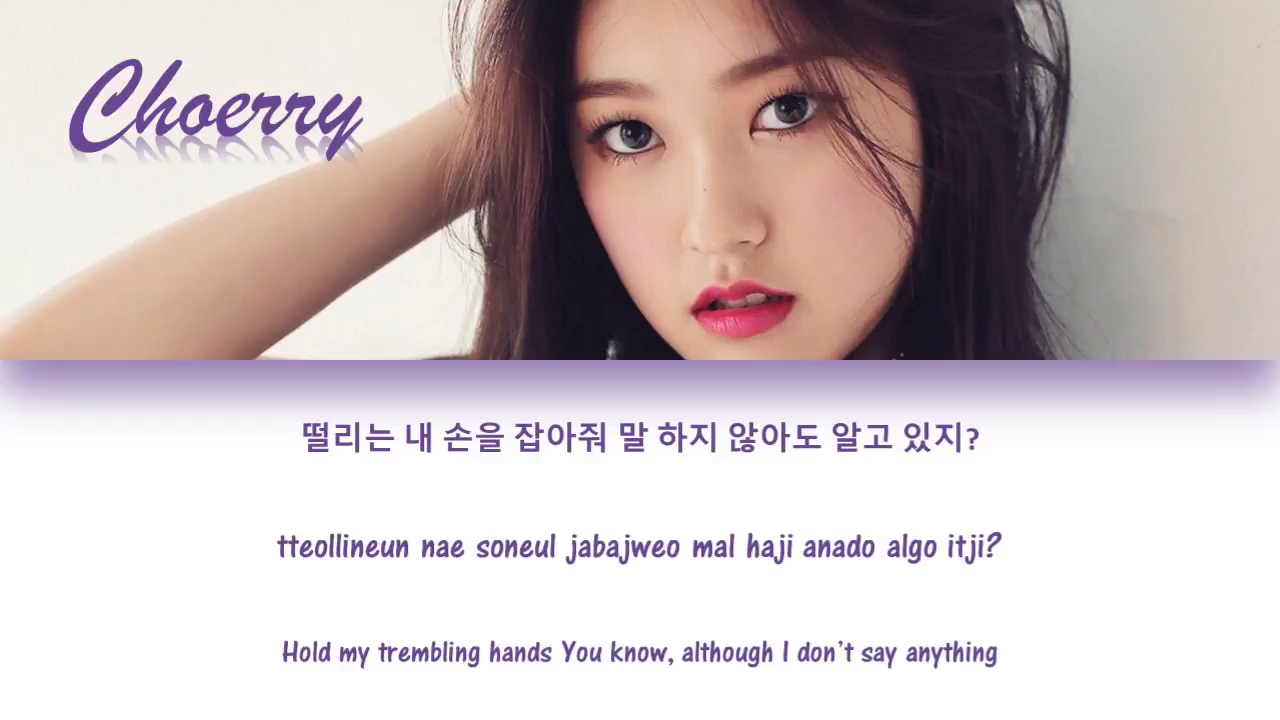 Choerry
떨리는 내 손을 잡아줘 말 하지 않아도 알고 있지?
tteollineun nae soneul jabajweo mal haji anado algo itji?
Hold my trembling hands You know, although I don't say anything